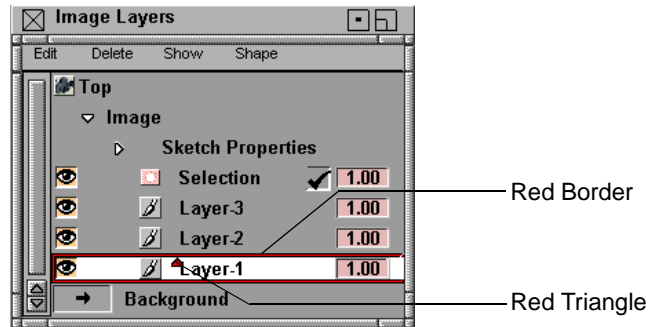 Image Layers
Edit Delete Show Shape
Top
Image
Sketch Properties
Selection 1.00
Layer-3 1.00
Layer-2 1.00
Layer-1 1.00
Background
Red Border
Red Triangle